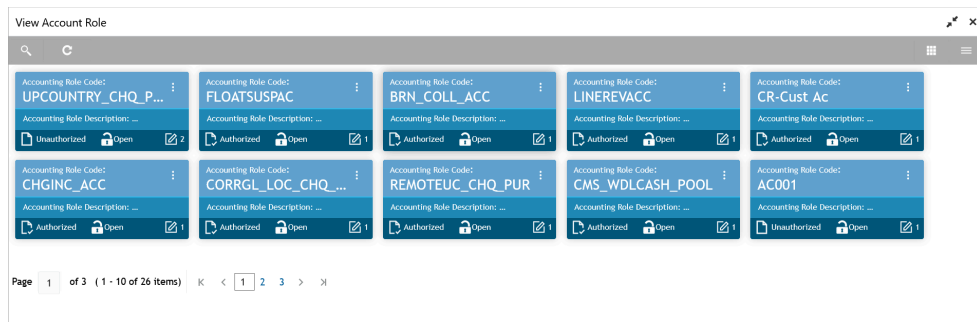 View Account Role
Accounting Role Code:
UPCOUNTRY_CHQ_P...
Accounting Role Description: ...
Unauthorized Open 2
Accounting Role Code:
FLOATSUSPAC
Accounting Role Description: ...
Authorized Open 1
Accounting Role Code:
BRN_COLL_ACC
Accounting Role Description: ...
Authorized Open 1
Accounting Role Code:
LINEREVACC
Accounting Role Description: ...
Authorized Open 1
Accounting Role Code:
CR-Cust Ac
Accounting Role Description: ...
Authorized Open 1
Accounting Role Code:
CHGINC_ACC
Accounting Role Description: ...
Authorized Open 1
Accounting Role Code:
CORRGL_LOC_CHQ_...
Accounting Role Description: ...
Authorized Open 1
Accounting Role Code:
REMOTEUC_CHQ_PUR
Accounting Role Description: ...
Authorized Open 1
Accounting Role Code:
CMS_WDLCASH_POOL
Accounting Role Description: ...
Authorized Open 1
Accounting Role Code:
AC001
Accounting Role Description: ...
Unauthorized Open 1
Page 1 of 3 ( 1 - 10 of 26 items) 1 2 3